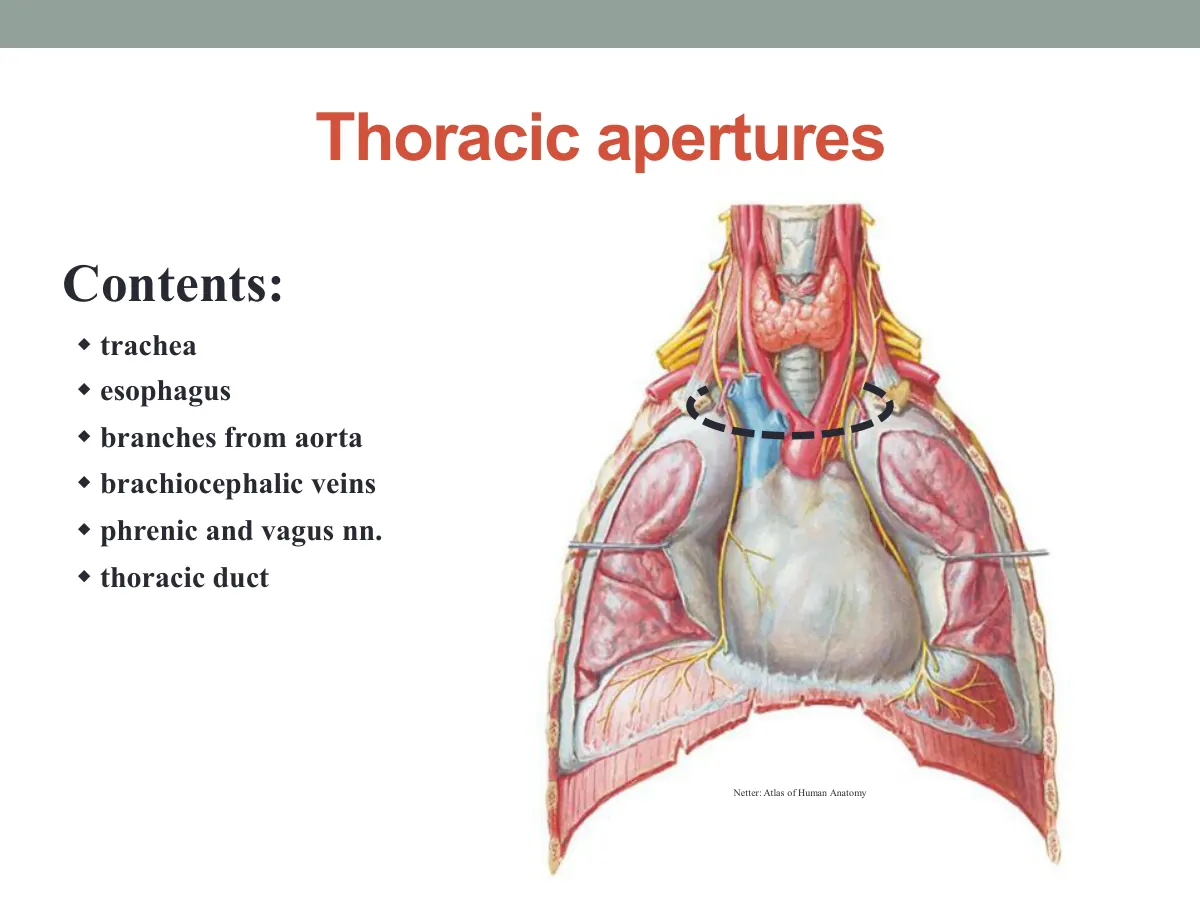 Thoracic apertures
Contents:
◆ trachea
◆ esophagus
◆ branches from aorta
◆ brachiocephalic veins
◆ phrenic and vagus nn.
◆ thoracic duct
Netter: Atlas of Human Anatomy